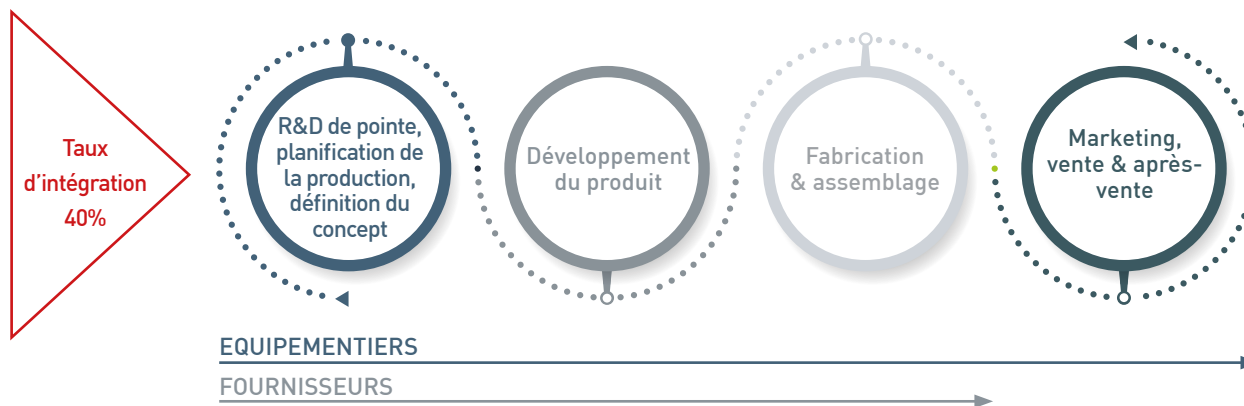 Taux
d'intégration
40%
R&D de pointe,
planification de
la production,
définition du
concept
Développement
du produit
Fabrication
& assemblage
Marketing,
vente & après-
vente
EQUIPEMENTIERS
FOURNISSEURS